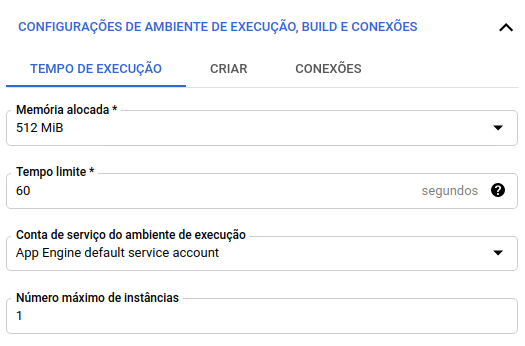 CONFIGURAÇÕES DE AMBIENTE DE EXECUÇÃO, BUILD E CONEXÕES
TEMPO DE EXECUÇÃO CRIAR CONEXÕES
Memória alocada *
512 MiB
Tempo limite *
60 segundos ?
Conta de serviço do ambiente de execução
App Engine default service account
Número máximo de instâncias
1